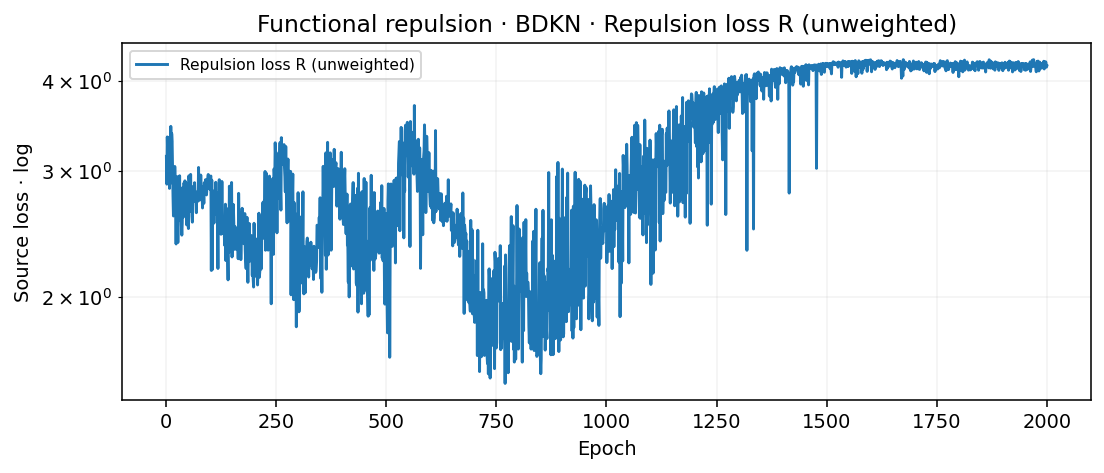 Functional repulsion · BDKN · Repulsion loss R (unweighted)
Repulsion loss R (unweighted)
Source loss · log
4 × 10⁰
3 × 10⁰
2 × 10⁰
0 250 500 750 1000 1250 1500 1750 2000
Epoch